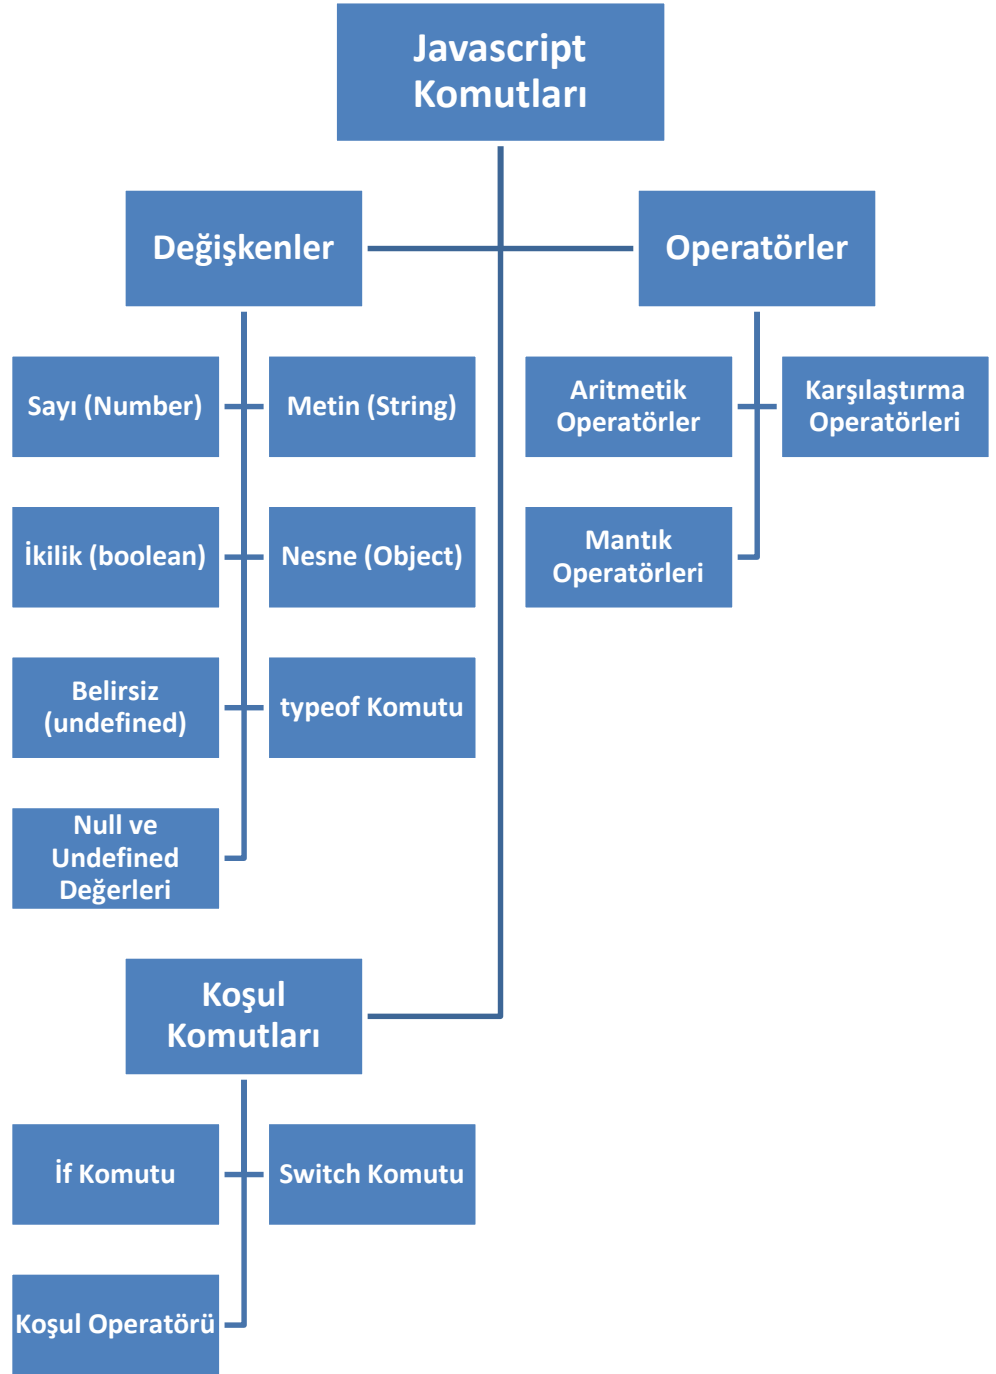 Javascript
Komutları
Değişkenler
Operatörler
Sayı (Number)
Metin (String)
Aritmetik
Operatörler
Karşılaştırma
Operatörleri
İkilik (boolean)
Nesne (Object)
Mantık
Operatörleri
Belirsiz
(undefined)
typeof Komutu
Null ve
Undefined
Değerleri
Koşul
Komutları
İf Komutu
Switch Komutu
Koşul Operatörü